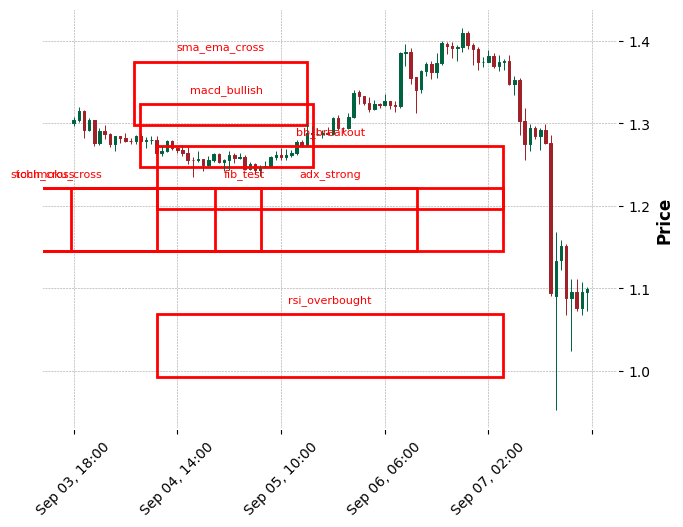 sma_ema_cross
macd_bullish
bb_breakout
stoch_cross
ichimoku_cross
fib_test
adx_strong
rsi_overbought
1.4
1.3
1.2
1.1
1.0
Price
Sep 03, 18:00
Sep 04, 14:00
Sep 05, 10:00
Sep 06, 06:00
Sep 07, 02:00